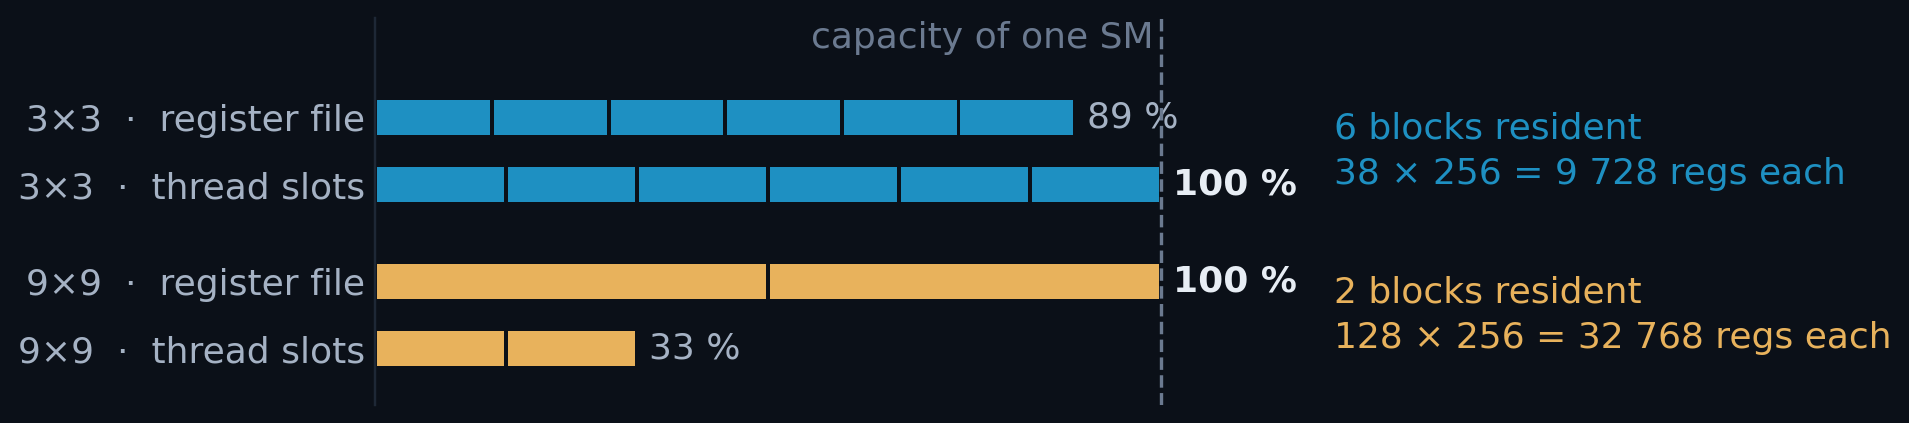 capacity of one SM
3×3 · register file
89 %
6 blocks resident
3×3 · thread slots
100 %
38 × 256 = 9 728 regs each
9×9 · register file
100 %
2 blocks resident
9×9 · thread slots
33 %
128 × 256 = 32 768 regs each